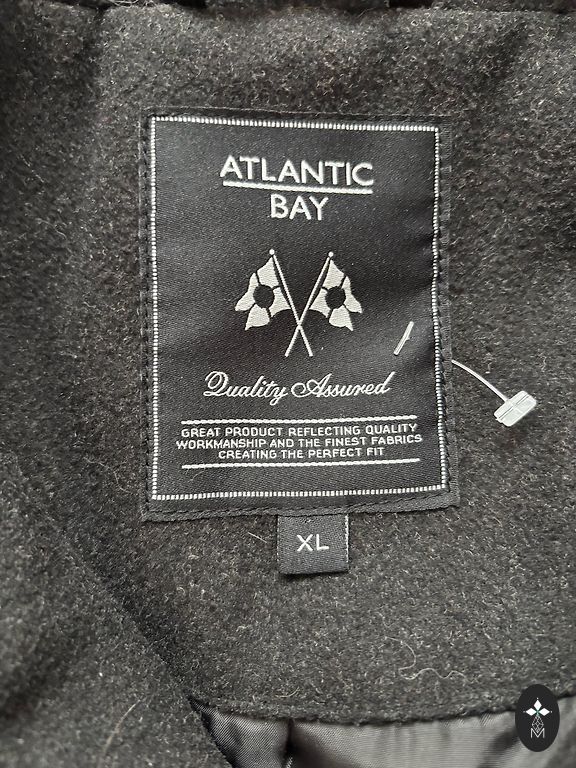 ATLANTIC
BAY
Quality Assured
GREAT PRODUCT REFLECTING QUALITY
WORKMANSHIP AND THE FINEST FABRICS
CREATING THE PERFECT FIT
XL